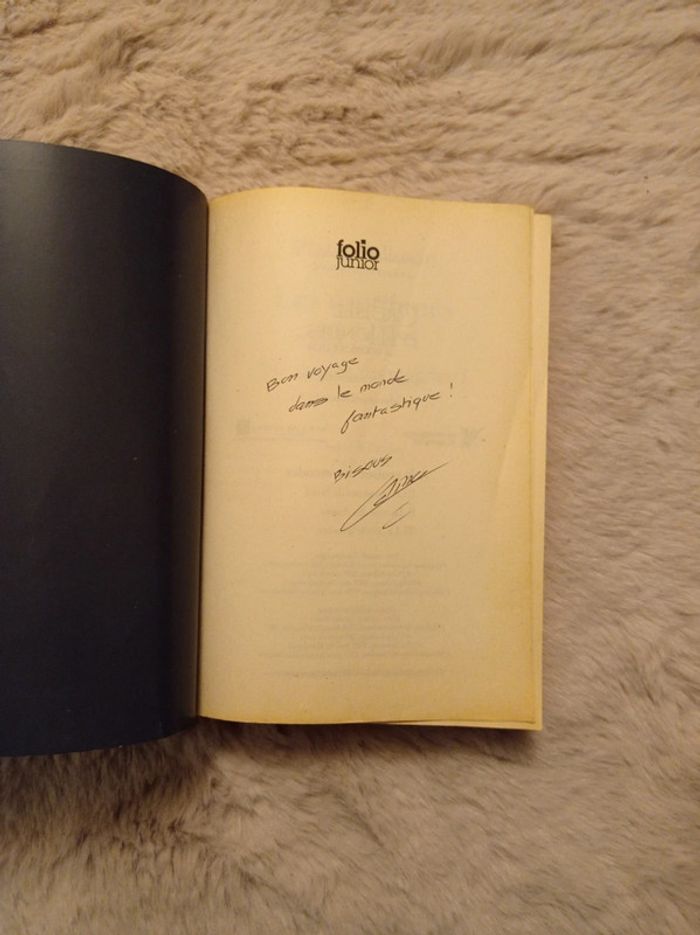 folio
junior
Bon voyage
dans le monde
fantastique !
Bisous